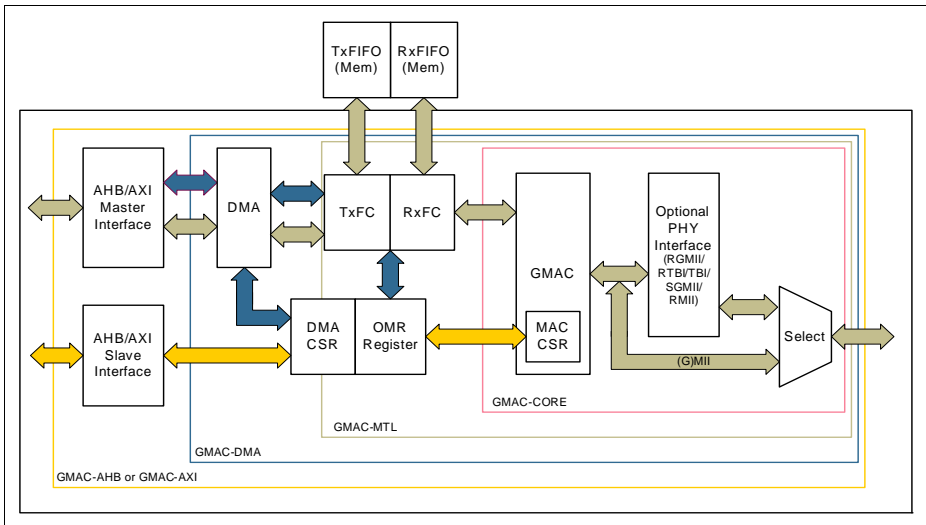 TxFIFO
(Mem)
RxFIFO
(Mem)
AHB/AXI
Master
Interface
DMA
TxFC
RxFC
GMAC
Optional
PHY
Interface
(RGMII/
RTBI/TBI/
SGMII/
RMII)
AHB/AXI
Slave
Interface
DMA
CSR
OMR
Register
MAC
CSR
Select
(G)MII
GMAC-CORE
GMAC-MTL
GMAC-DMA
GMAC-AHB or GMAC-AXI